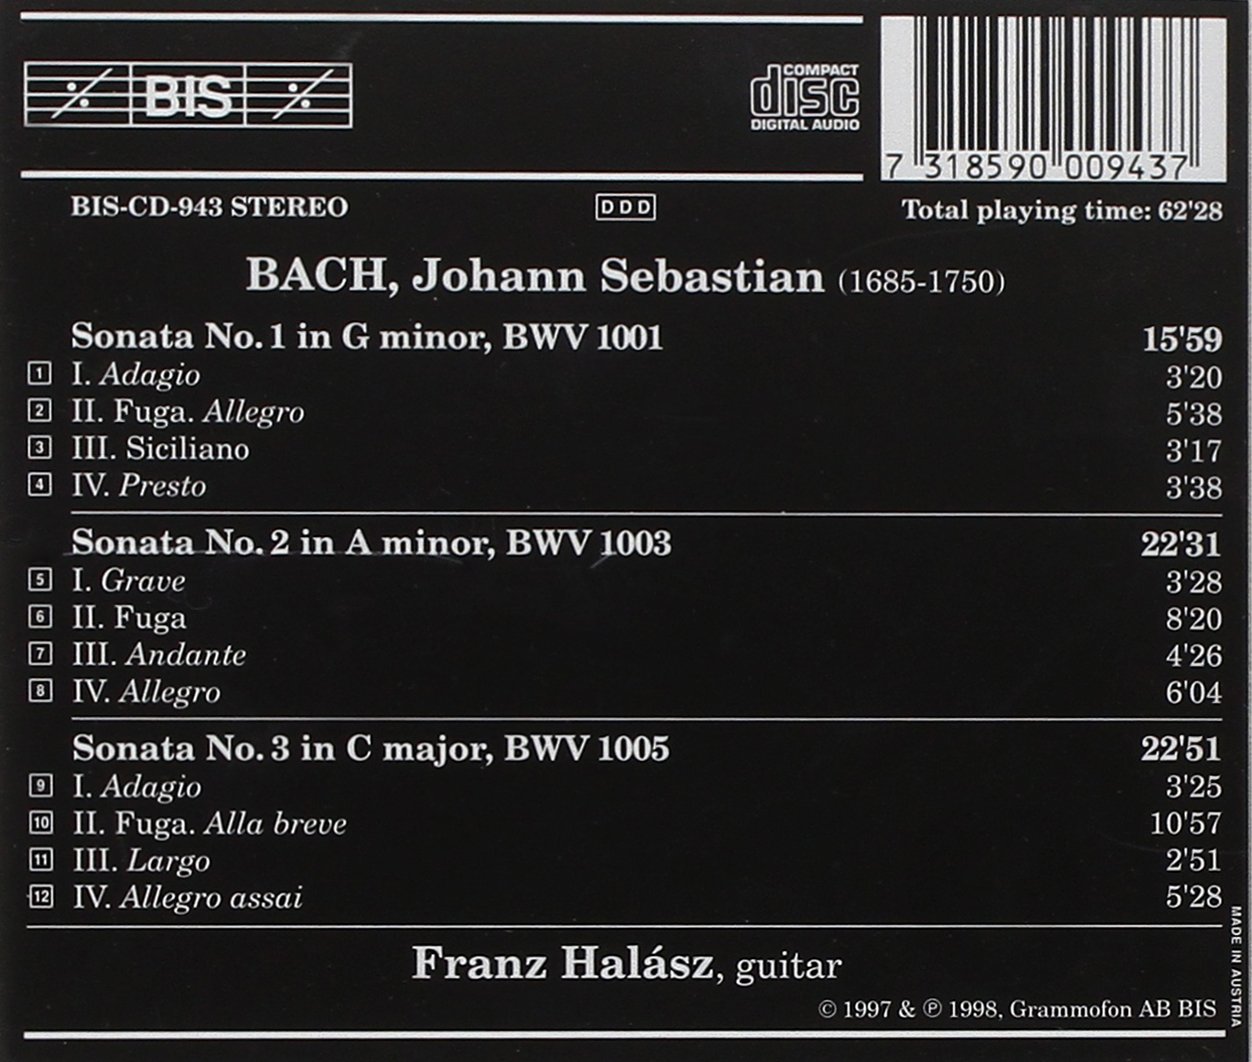 BIS
COMPACT
disc
DIGITAL AUDIO
7 318590 009437
BIS-CD-943 STEREO
D D D
Total playing time: 62'28
BACH, Johann Sebastian (1685-1750)
Sonata No. 1 in G minor, BWV 1001 15'59
1 I. Adagio 3'20
2 II. Fuga. Allegro 5'38
3 III. Siciliano 3'17
4 IV. Presto 3'38
Sonata No. 2 in A minor, BWV 1003 22'31
5 I. Grave 3'28
6 II. Fuga 8'20
7 III. Andante 4'26
8 IV. Allegro 6'04
Sonata No. 3 in C major, BWV 1005 22'51
9 I. Adagio 3'25
10 II. Fuga. Alla breve 10'57
11 III. Largo 2'51
12 IV. Allegro assai 5'28
Franz Halász, guitar
© 1997 & ℗ 1998, Grammofon AB BIS
MADE IN AUSTRIA